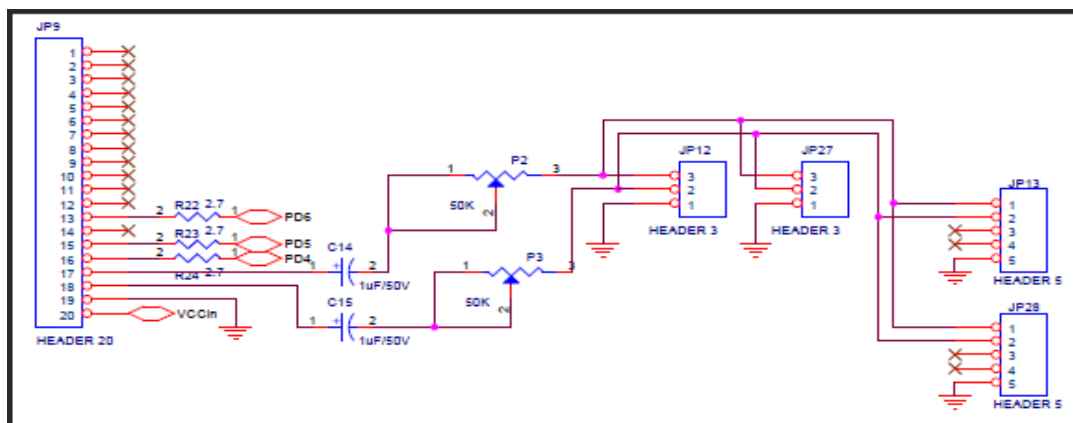 JP9
1
2
3
4
5
6
7
8
9
10
11
12
13
14
15
16
17
18
19
20
HEADER 20
2 R22 2.7 1 PD6
2 R23 2.7 1 PD5
2 R24 2.7 1 PD4
VCCin
1 + C14 2
1uF/50V
1 + C15 2
1uF/50V
1 P2 3
50K 2
1 P3 3
50K 2
JP12
3
2
1
HEADER 3
JP27
3
2
1
HEADER 3
JP13
1
2
3
4
5
HEADER 5
JP28
1
2
3
4
5
HEADER 5